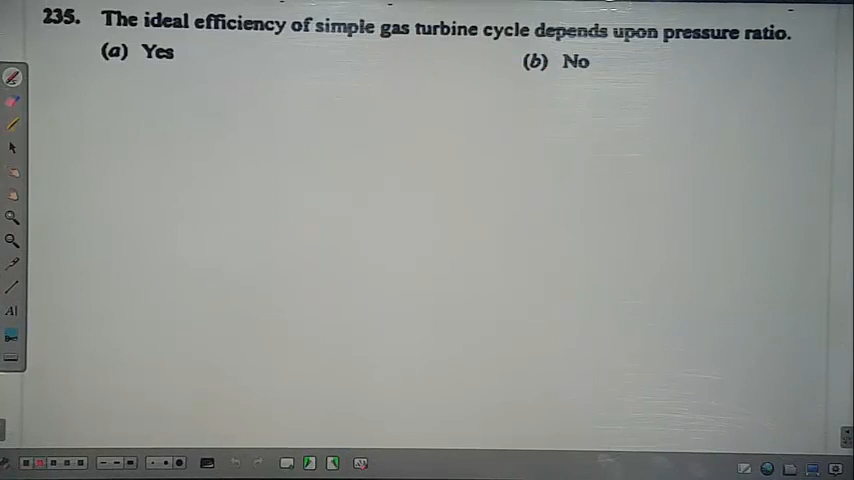 235. The ideal efficiency of simple gas turbine cycle depends upon pressure ratio.
(a) Yes (b) No
A